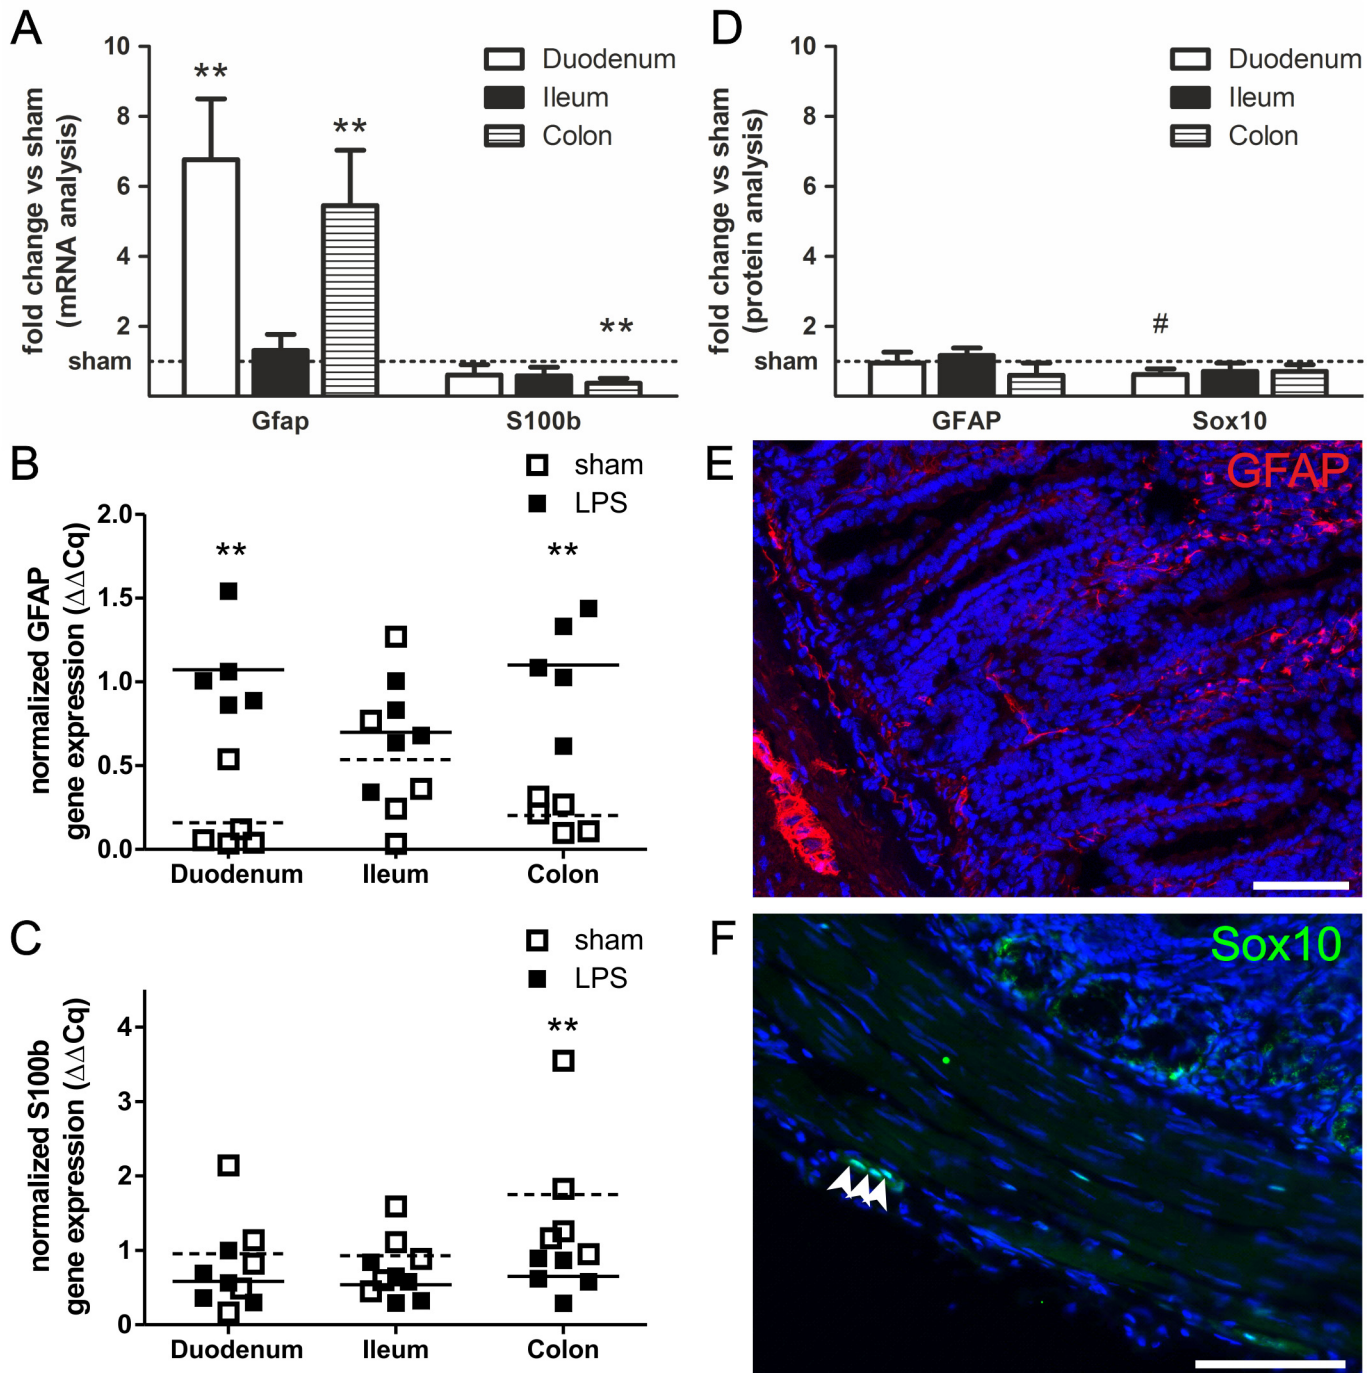 A
fold change vs sham
(mRNA analysis)
10
8
6
4
2
sham
**
**
**
Duodenum
Ileum
Colon
Gfap
S100b
D
fold change vs sham
(protein analysis)
10
8
6
4
2
sham
#
Duodenum
Ileum
Colon
GFAP
Sox10
B
normalized GFAP
gene expression (ΔΔCq)
sham
LPS
2.0
1.5
1.0
0.5
0.0
**
**
Duodenum
Ileum
Colon
E
GFAP
C
normalized S100b
gene expression (ΔΔCq)
sham
LPS
4
3
2
1
0
**
Duodenum
Ileum
Colon
F
Sox10